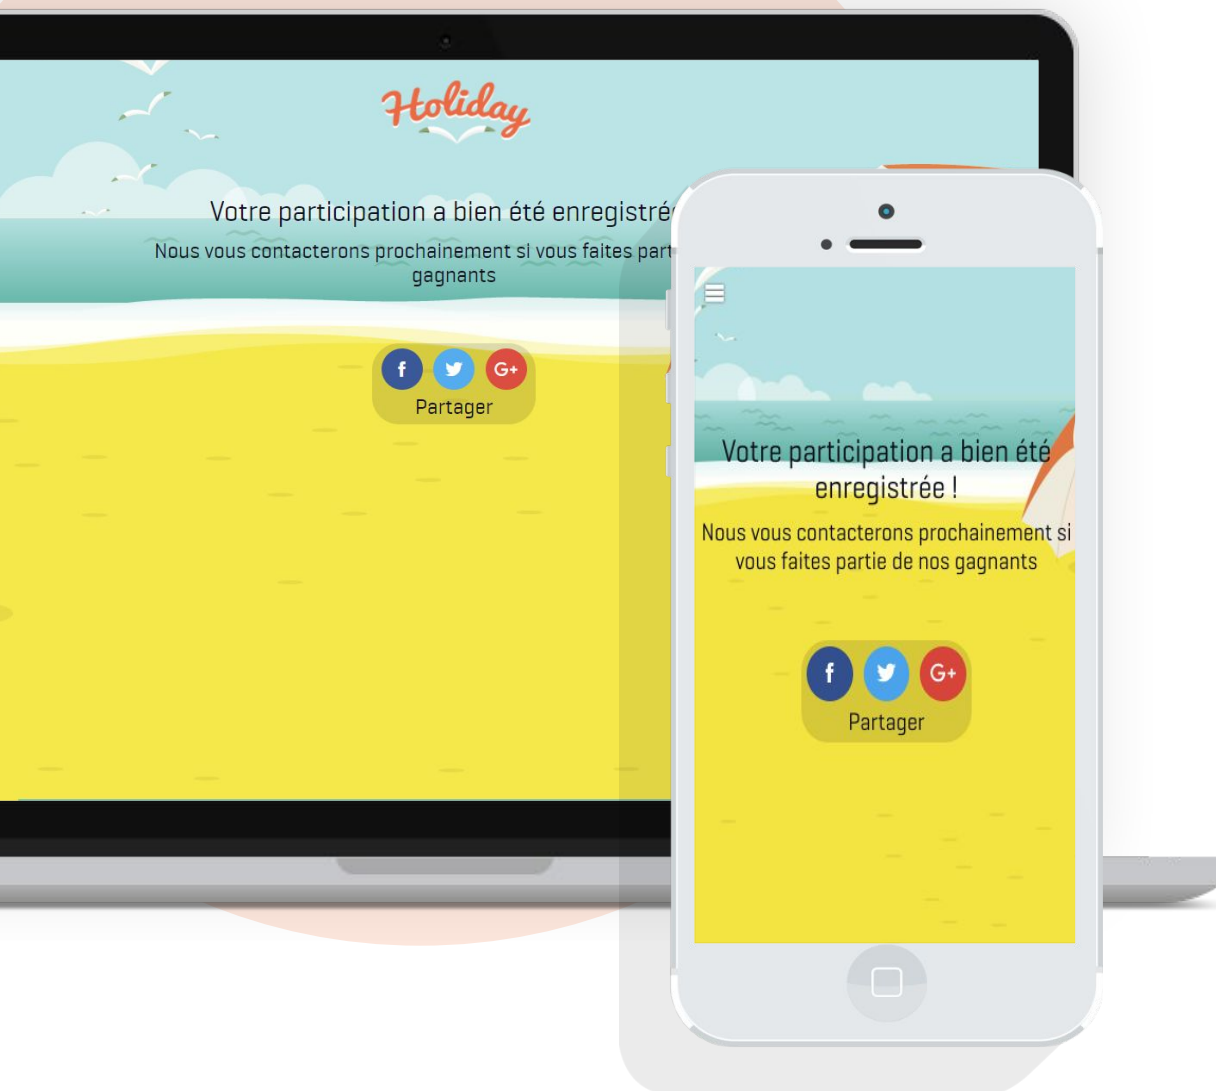 Holiday
Votre participation a bien été enregistrée
Nous vous contacterons prochainement si vous faites part
gagnants
f
G+
Partager
Votre participation a bien été
enregistrée !
Nous vous contacterons prochainement si
vous faites partie de nos gagnants
f
G+
Partager